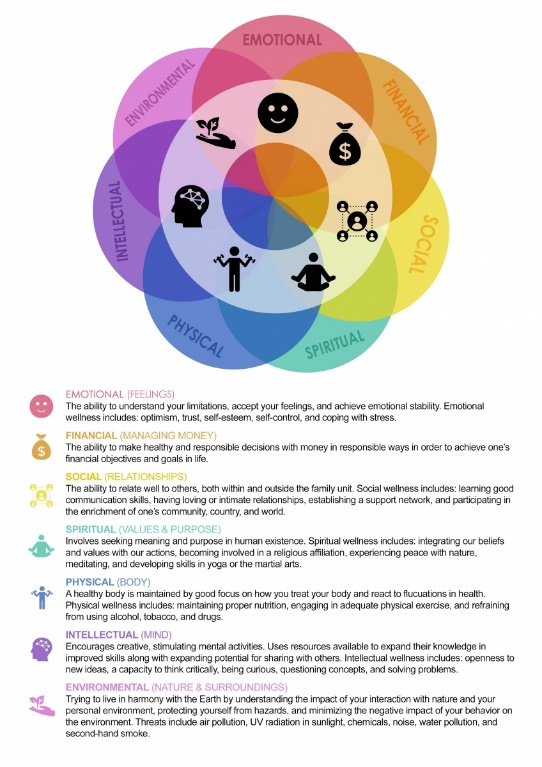 EMOTIONAL
ENVIRONMENTAL
FINANCIAL
$
INTELLECTUAL
SOCIAL
PHYSICAL
SPIRITUAL
EMOTIONAL (FEELINGS)
The ability to understand your limitations, accept your feelings, and achieve emotional stability. Emotional
wellness includes: optimism, trust, self-esteem, self-control, and coping with stress.
FINANCIAL (MANAGING MONEY)
$
The ability to make healthy and responsible decisions with money in responsible ways in order to achieve one's
financial objectives and goals in life.
SOCIAL (RELATIONSHIPS)
The ability to relate well to others, both within and outside the family unit. Social wellness includes: learning good
communication skills, having loving or intimate relationships, establishing a support network, and participating in
the enrichment of one's community, country, and world.
SPIRITUAL (VALUES & PURPOSE)
Involves seeking meaning and purpose in human existence. Spiritual wellness includes: integrating our beliefs
and values with our actions, becoming involved in a religious affiliation, experiencing peace with nature,
meditating, and developing skills in yoga or the martial arts.
PHYSICAL (BODY)
A healthy body is maintained by good focus on how you treat your body and react to flucuations in health.
Physical wellness includes: maintaining proper nutrition, engaging in adequate physical exercise, and refraining
from using alcohol, tobacco, and drugs.
INTELLECTUAL (MIND)
Encourages creative, stimulating mental activities. Uses resources available to expand their knowledge in
improved skills along with expanding potential for sharing with others. Intellectual wellness includes: openness to
new ideas, a capacity to think critically, being curious, questioning concepts, and solving problems.
ENVIRONMENTAL (NATURE & SURROUNDINGS)
Trying to live in harmony with the Earth by understanding the impact of your interaction with nature and your
personal environment, protecting yourself from hazards, and minimizing the negative impact of your behavior on
the environment. Threats include air pollution, UV radiation in sunlight, chemicals, noise, water pollution, and
second-hand smoke.